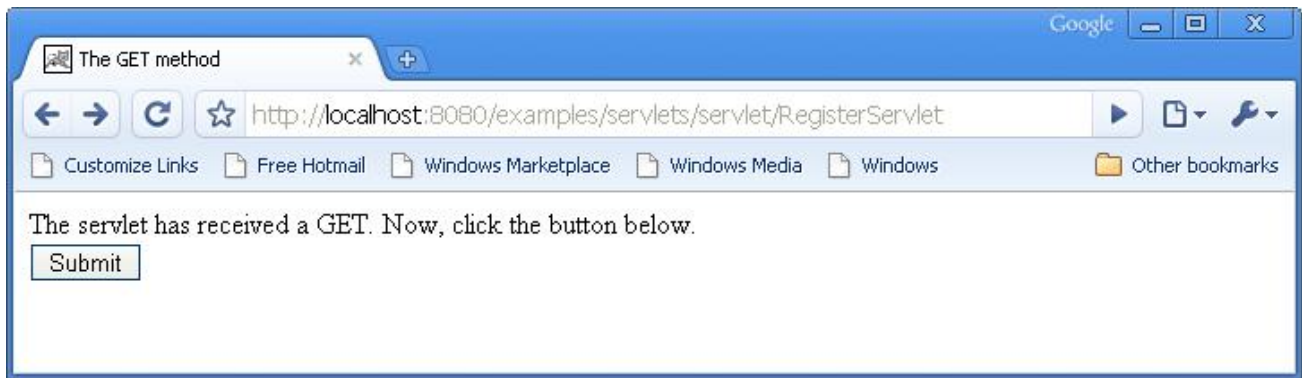 Google
The GET method
http://localhost:8080/examples/servlets/servlet/RegisterServlet
Customize Links Free Hotmail Windows Marketplace Windows Media Windows Other bookmarks
The servlet has received a GET. Now, click the button below.
Submit